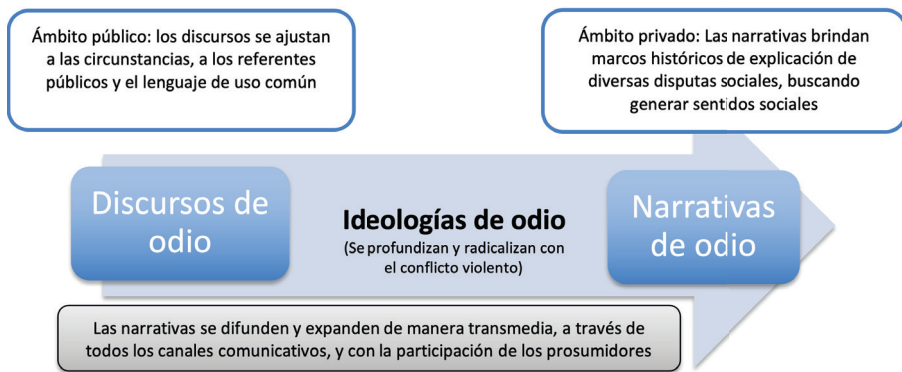 Ámbito público: los discursos se ajustan
a las circunstancias, a los referentes
públicos y el lenguaje de uso común
Ámbito privado: Las narrativas brindan
marcos históricos de explicación de
diversas disputas sociales, buscando
generar sentidos sociales
Discursos de
odio
Ideologías de odio
(Se profundizan y radicalizan con
el conflicto violento)
Narrativas
de odio
Las narrativas se difunden y expanden de manera transmedia, a través de
todos los canales comunicativos, y con la participación de los prosumidores